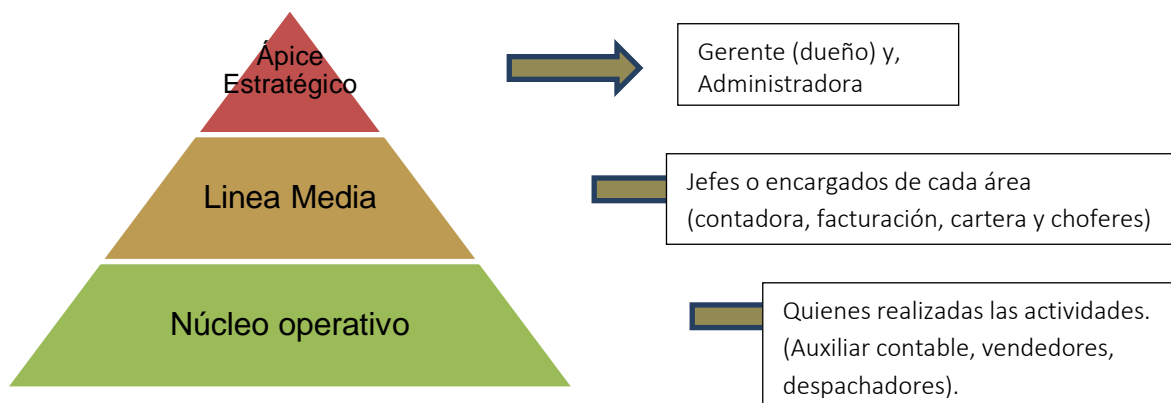 Ápice
Estratégico
Gerente (dueño) y,
Administradora
Linea Media
Jefes o encargados de cada área
(contadora, facturación, cartera y choferes)
Núcleo operativo
Quienes realizadas las actividades.
(Auxiliar contable, vendedores,
despachadores).